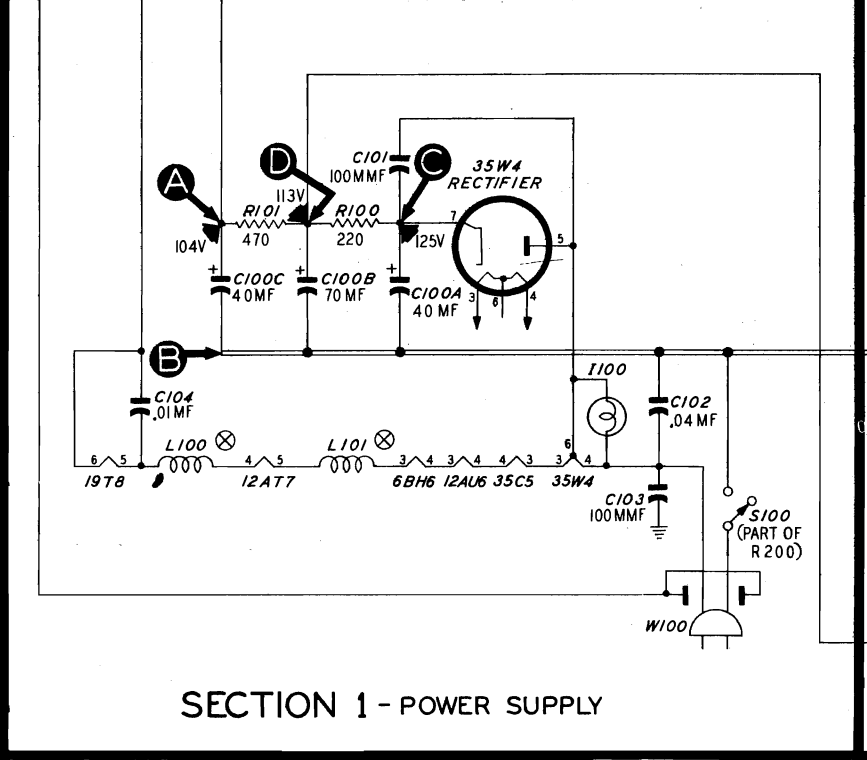 C101
100MMF
C
35W4
RECTIFIER
D
A
113V
R101
470
R100
220
7
5
104V
125V
+
C100C
40MF
+
C100B
70MF
+
C100A
40MF
3
6
4
B
I100
C104
.01MF
C102
.04MF
L100
L101
6
6 5
4 5
3 4
3 4
4 3
3 4
19T8
12AT7
6BH6
12AU6
35C5
35W4
C103
100MMF
S100
(PART OF
R200)
W100
SECTION 1 - POWER SUPPLY